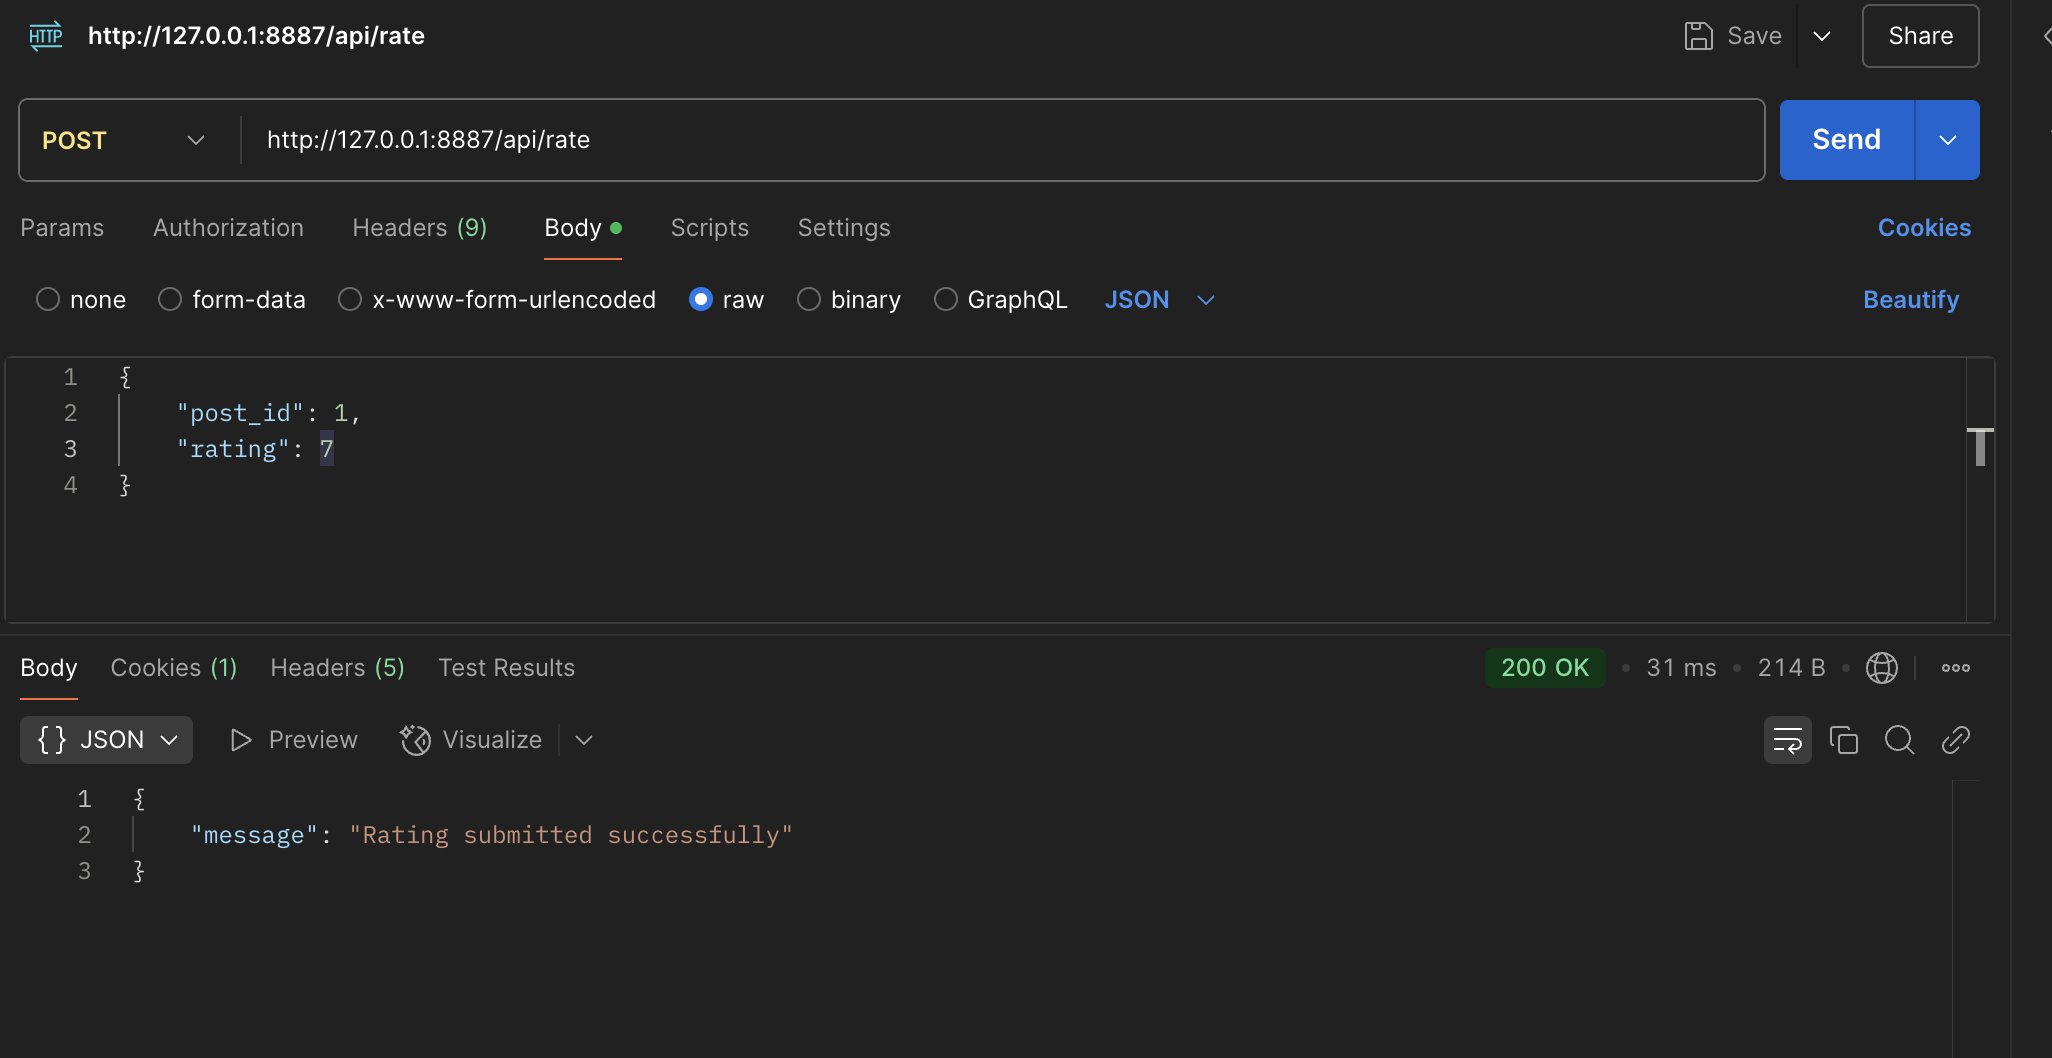 HTTP http://127.0.0.1:8887/api/rate Save Share
POST http://127.0.0.1:8887/api/rate Send
Params Authorization Headers (9) Body Scripts Settings Cookies
none form-data x-www-form-urlencoded raw binary GraphQL JSON Beautify
1 {
2 "post_id": 1,
3 "rating": 7
4 }
Body Cookies (1) Headers (5) Test Results 200 OK • 31 ms • 214 B •
{} JSON Preview Visualize
1 {
2 "message": "Rating submitted successfully"
3 }